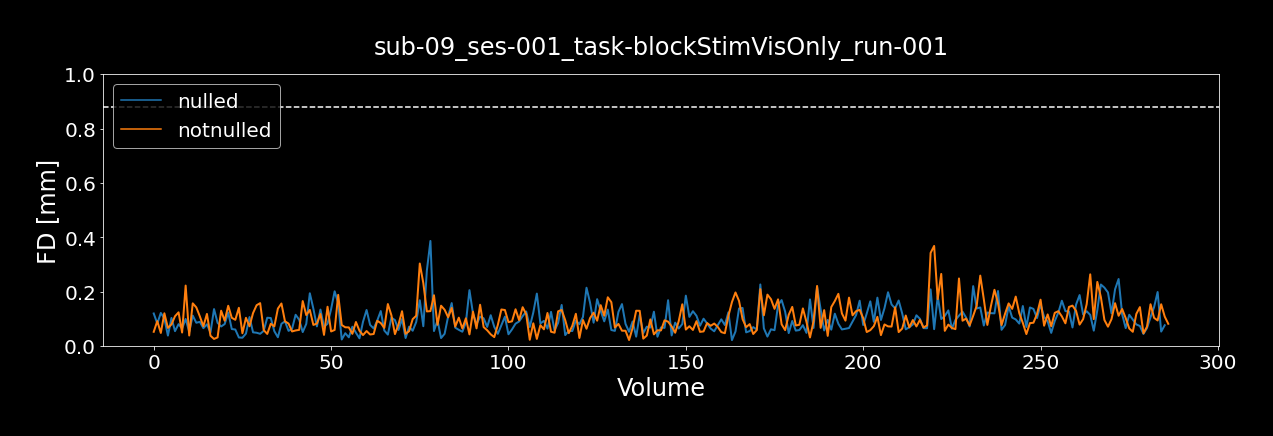 sub-09_ses-001_task-blockStimVisOnly_run-001
1.0
0.8
0.6
0.4
0.2
0.0
FD [mm]
nulled
notnulled
0 50 100 150 200 250 300
Volume